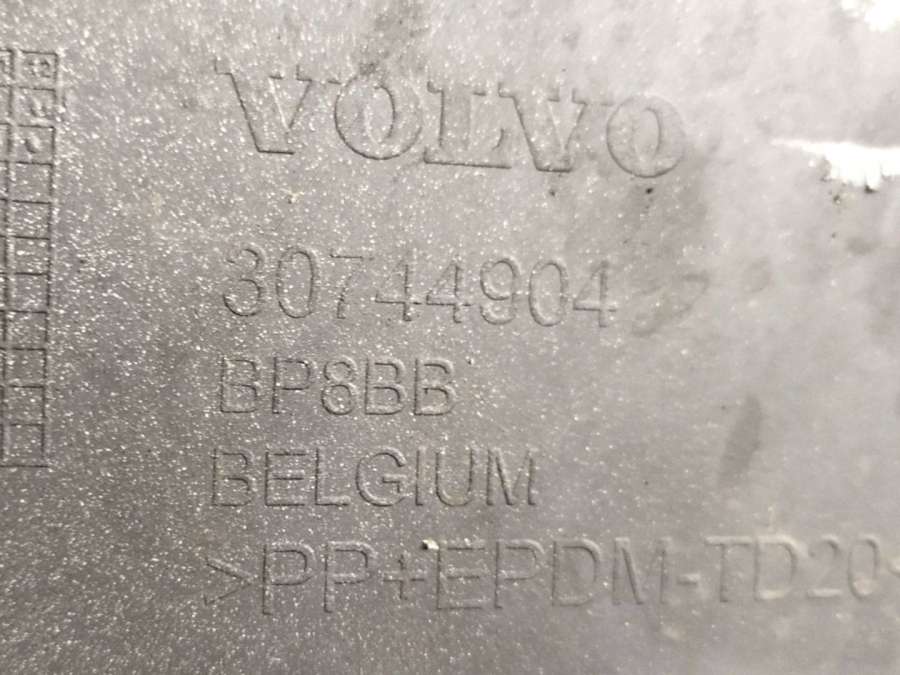 VOLVO
30744904
BP8BB
BELGIUM
>PP+EPDM-TD20<